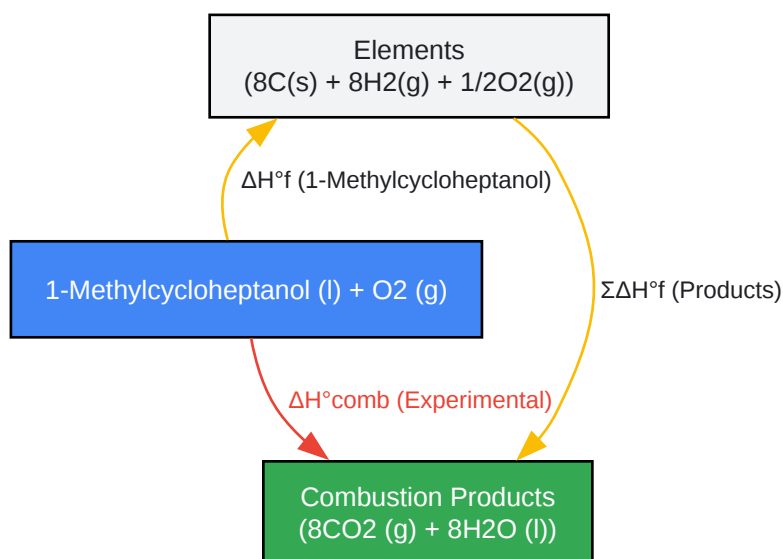 Elements
(8C(s) + 8H2(g) + 1/2O2(g))
ΔH°f (1-Methylcycloheptanol)
1-Methylcycloheptanol (l) + O2 (g)
ΣΔH°f (Products)
ΔH°comb (Experimental)
Combustion Products
(8CO2 (g) + 8H2O (l))